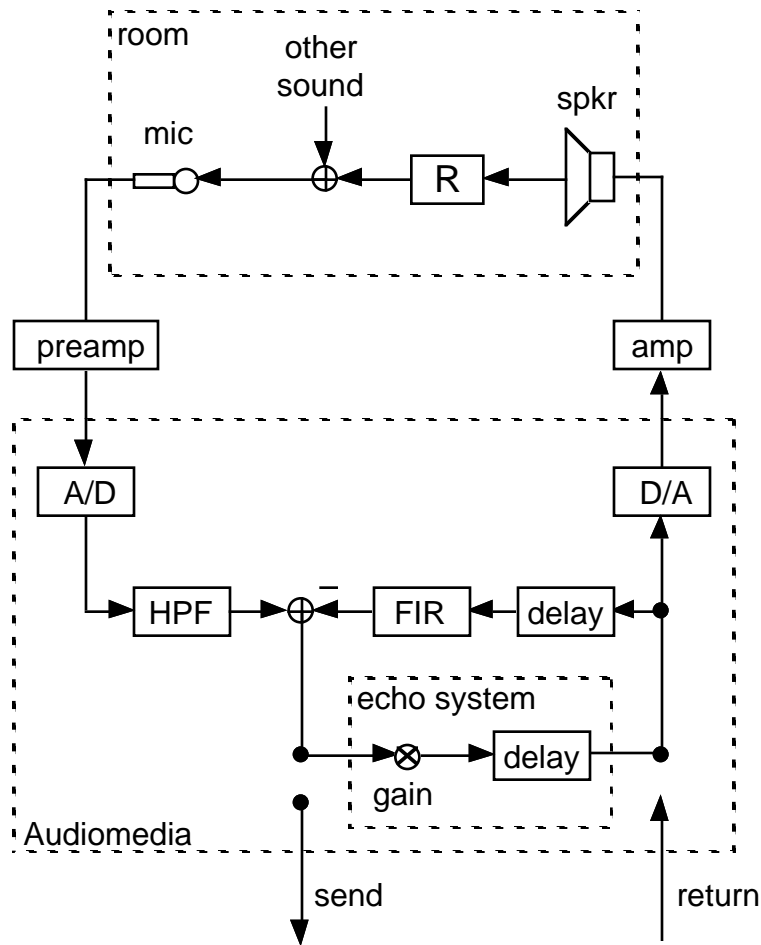 room
other
sound
spkr
mic
R
preamp
amp
A/D
D/A
HPF
FIR
delay
echo system
delay
gain
Audiomedia
send
return